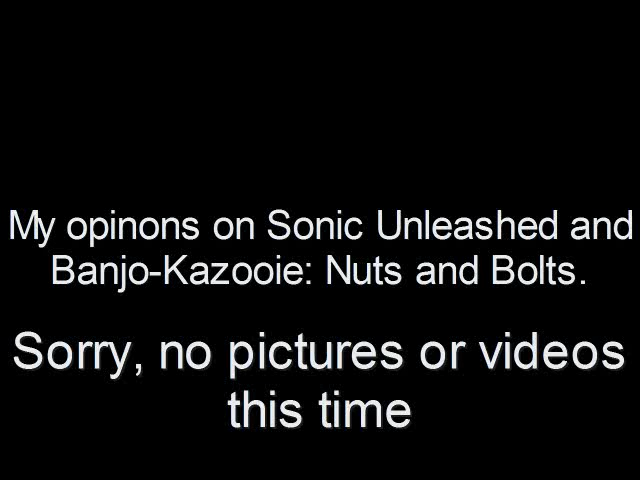 My opinons on Sonic Unleashed and
Banjo-Kazooie: Nuts and Bolts.
Sorry, no pictures or videos
this time